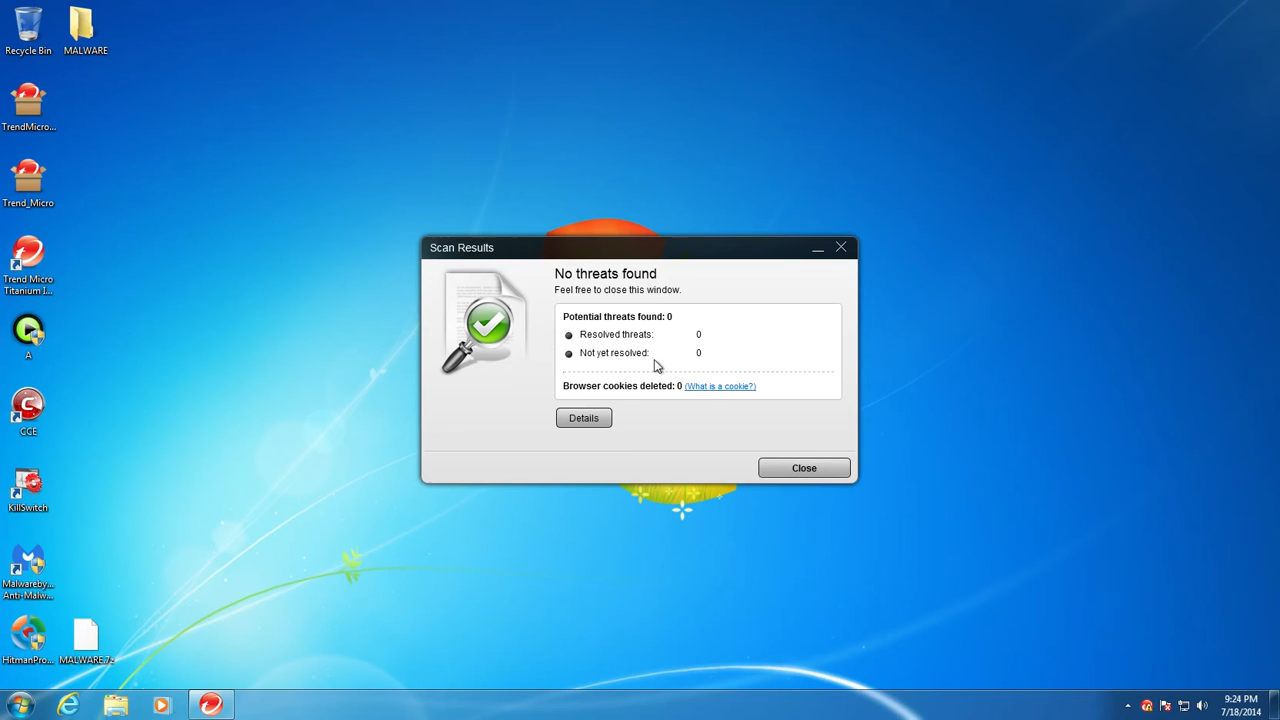 Recycle Bin
MALWARE
TrendMicro...
Trend_Micro
Trend Micro
Titanium I...
A
CCE
KillSwitch
Malwareby...
Anti-Malw...
HitmanPro...
MALWARE.7z
Scan Results
No threats found
Feel free to close this window.
Potential threats found: 0
Resolved threats: 0
Not yet resolved: 0
Browser cookies deleted: 0 (What is a cookie?)
Details
Close
9:24 PM
7/18/2014